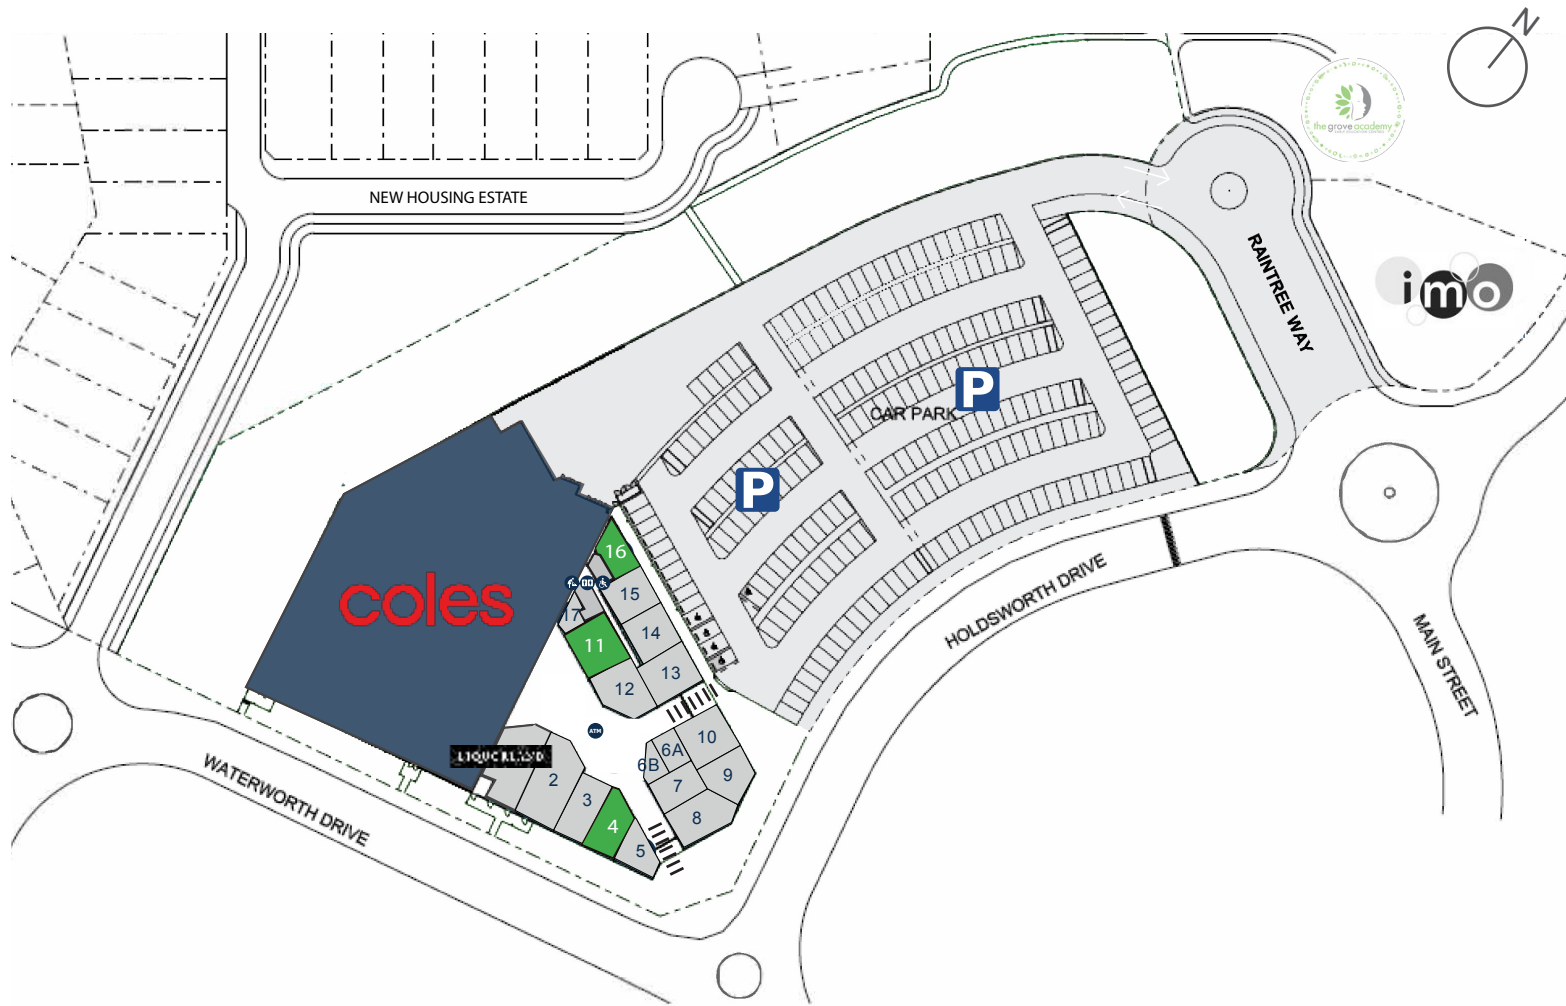 N
the grove academy
NEW HOUSING ESTATE
RAINTREE WAY
imo
P
CAR PARK
P
16
coles
15
17
14
11
13
12
HOLDSWORTH DRIVE
MAIN STREET
ATM
10
6A
LIQUORLAND
6B
9
2
7
3
8
4
WATERWORTH DRIVE
5